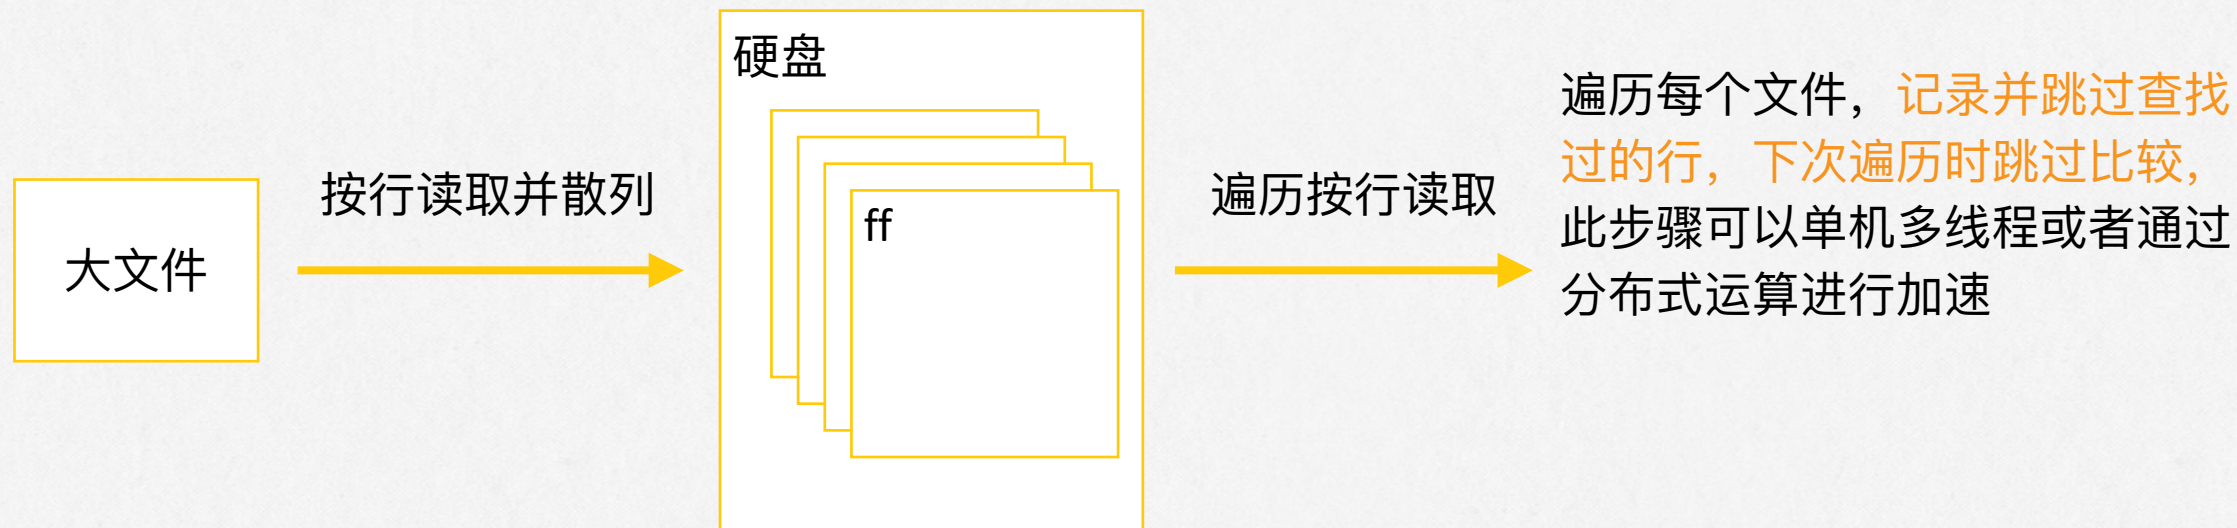 大文件
按行读取并散列
硬盘
ff
遍历按行读取
遍历每个文件，记录并跳过查找
过的行，下次遍历时跳过比较，
此步骤可以单机多线程或者通过
分布式运算进行加速